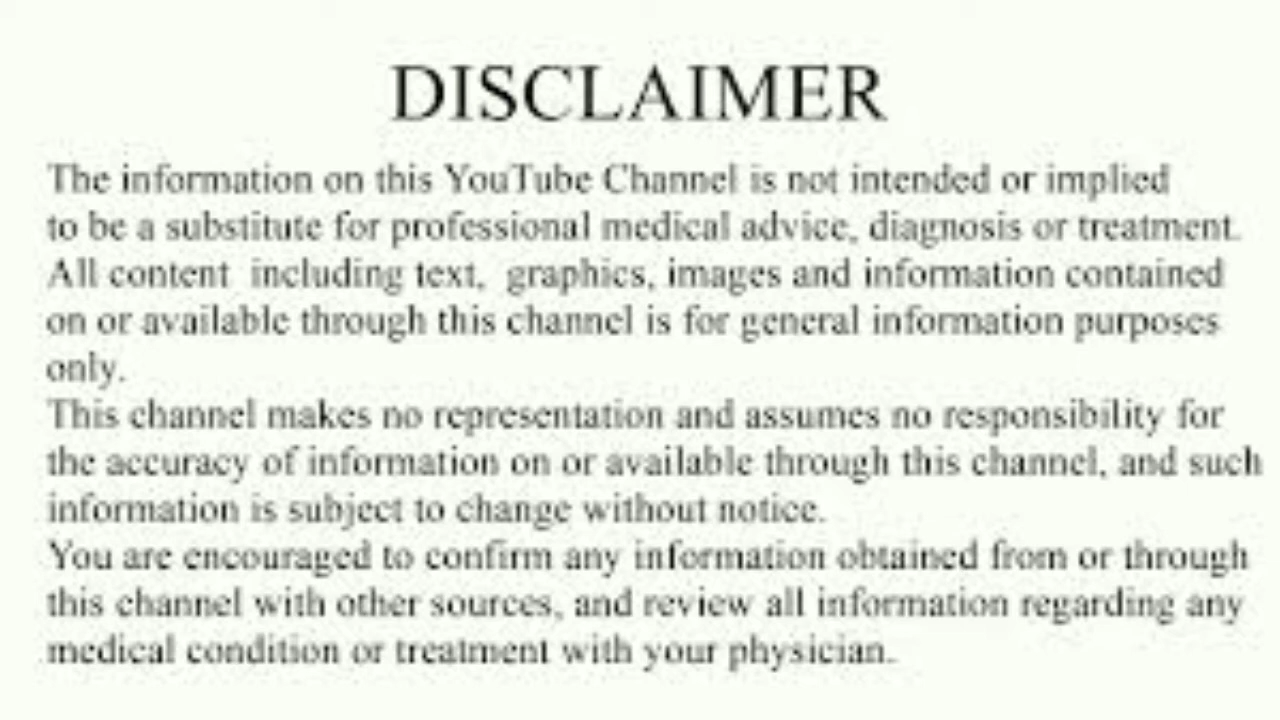 DISCLAIMER
The information on this YouTube Channel is not intended or implied
to be a substitute for professional medical advice, diagnosis or treatment.
All content including text, graphics, images and information contained
on or available through this channel is for general information purposes
only.
This channel makes no representation and assumes no responsibility for
the accuracy of information on or available through this channel, and such
information is subject to change without notice.
You are encouraged to confirm any information obtained from or through
this channel with other sources, and review all information regarding any
medical condition or treatment with your physician.